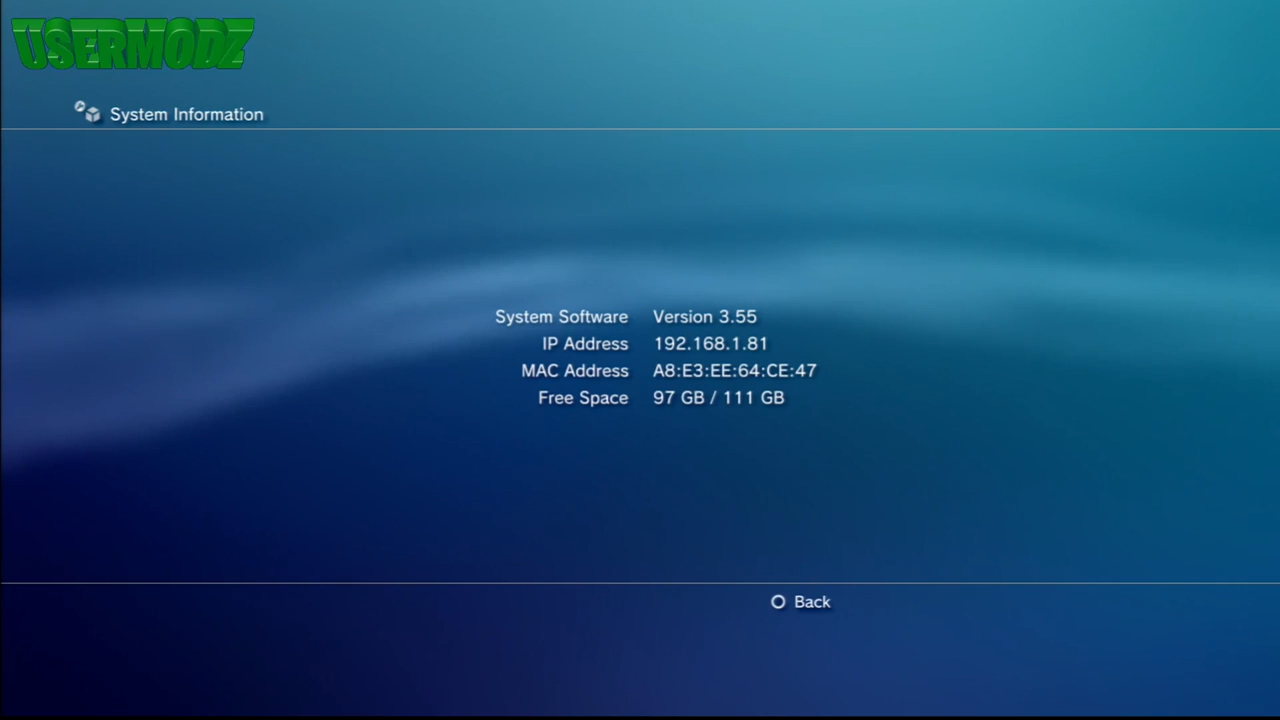 USERMODZ
System Information
System Software Version 3.55
IP Address 192.168.1.81
MAC Address A8:E3:EE:64:CE:47
Free Space 97 GB / 111 GB
Back